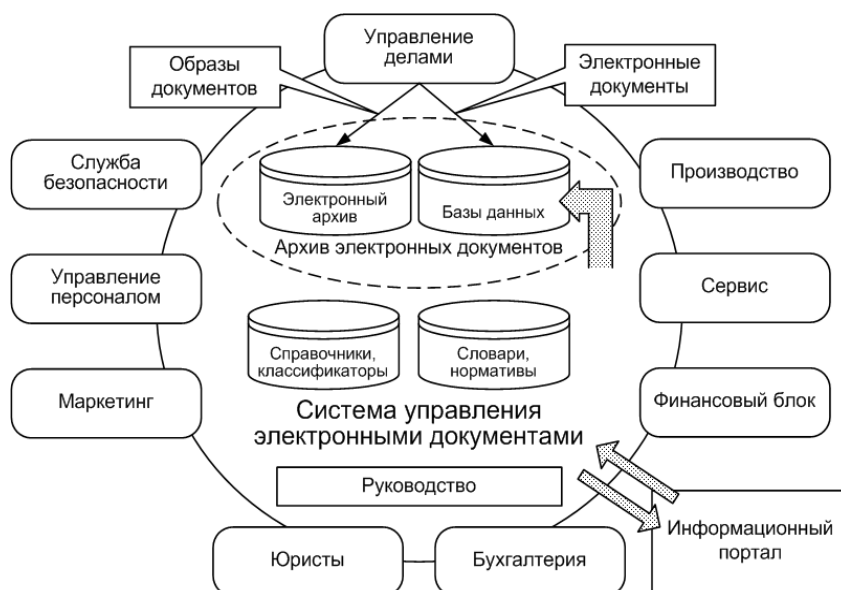 Управление
делами
Образы
документов
Электронные
документы
Служба
безопасности
Производство
Электронный
архив
Базы данных
Архив электронных документов
Управление
персоналом
Сервис
Справочники,
классификаторы
Словари,
нормативы
Маркетинг
Финансовый блок
Система управления
электронными документами
Руководство
Информационный
портал
Юристы
Бухгалтерия